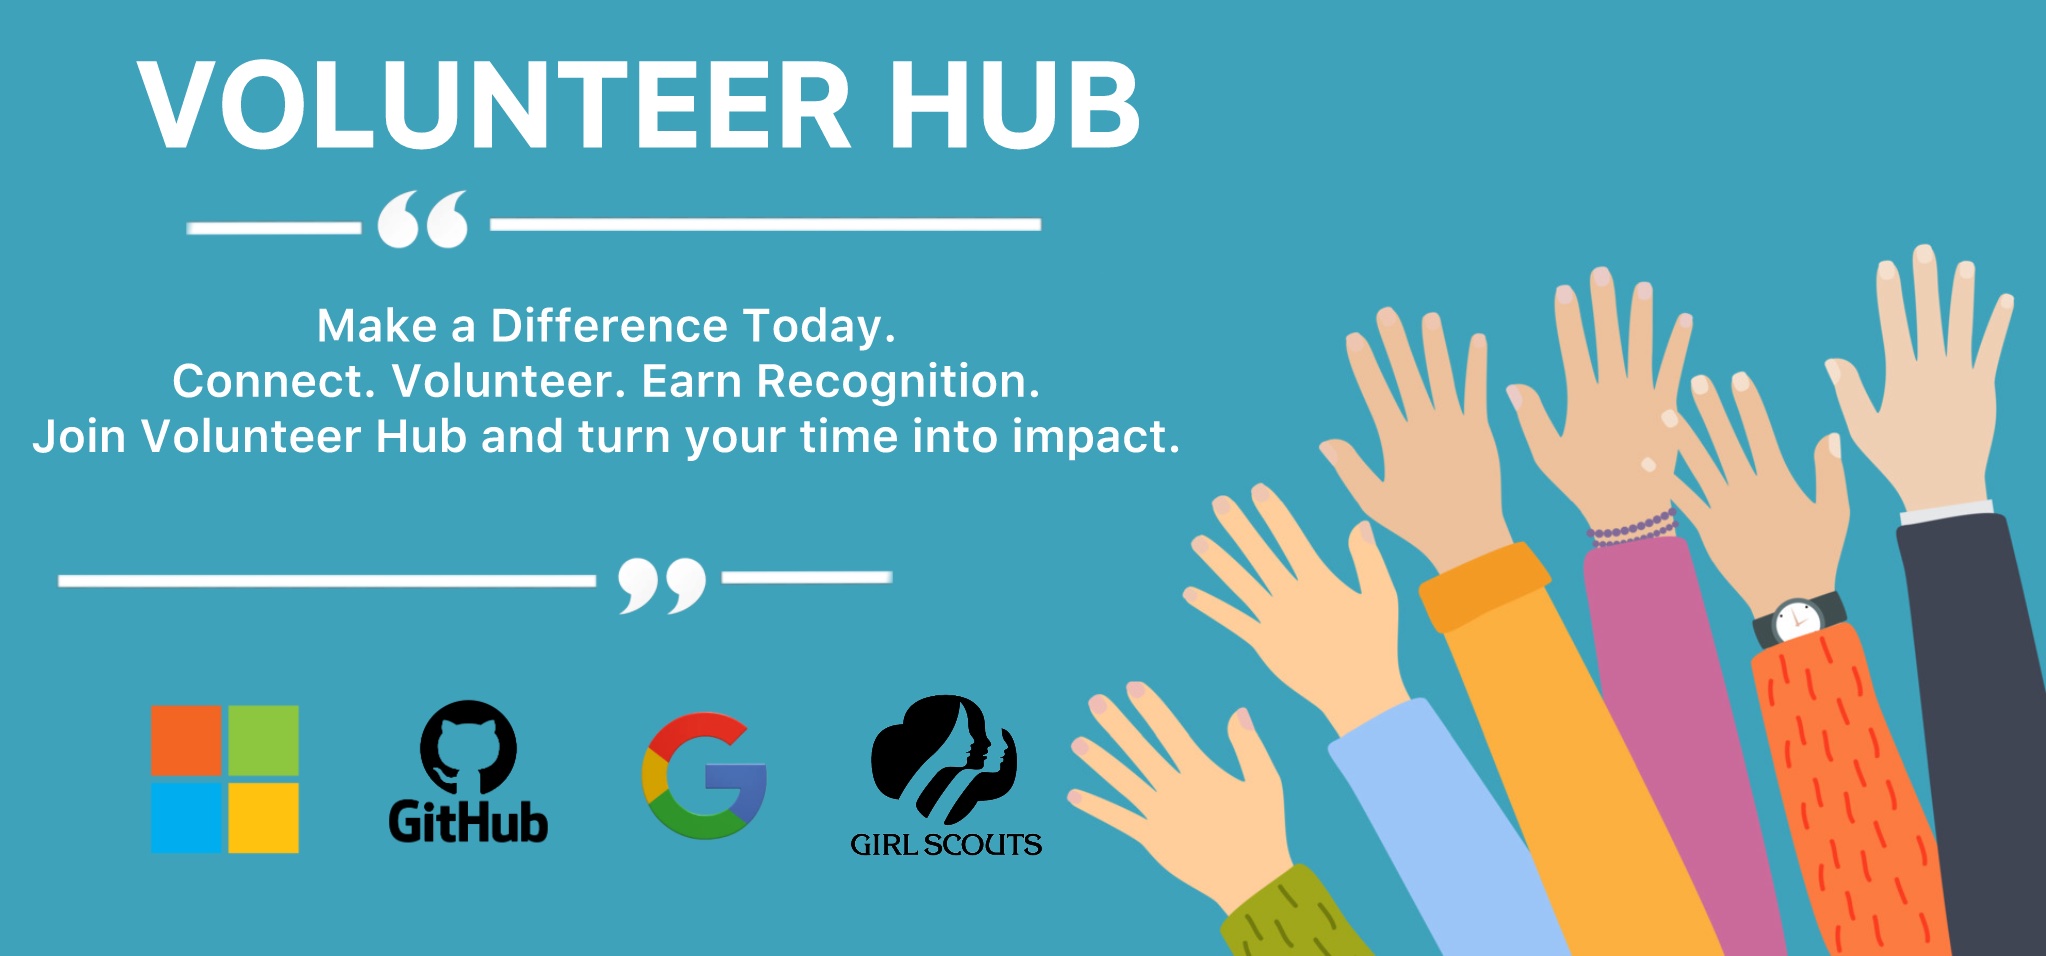 VOLUNTEER HUB
“
Make a Difference Today.
Connect. Volunteer. Earn Recognition.
Join Volunteer Hub and turn your time into impact.
”
GitHub
G
GIRL SCOUTS